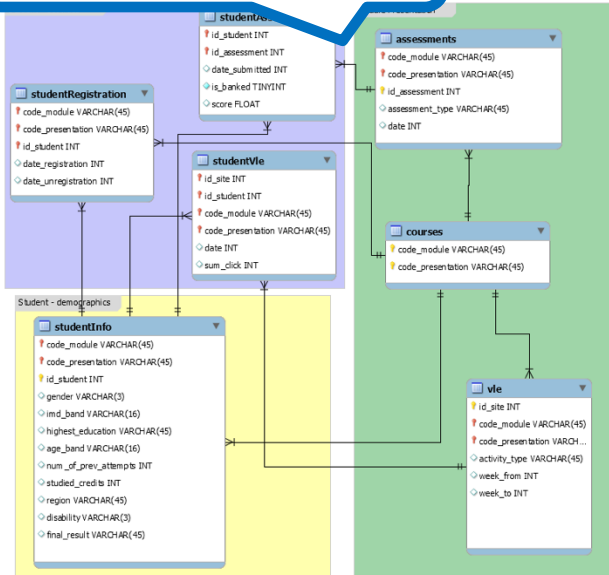 studentRegistration
code_module VARCHAR(45)
code_presentation VARCHAR(45)
id_student INT
date_registration INT
date_unregistration INT
id_student INT
id_assessment INT
date_submitted INT
is_banked TINYINT
score FLOAT
studentVle
id_site INT
id_student INT
code_module VARCHAR(45)
code_presentation VARCHAR(45)
date INT
sum_click INT
assessments
code_module VARCHAR(45)
code_presentation VARCHAR(45)
id_assessment INT
assessment_type VARCHAR(45)
date INT
courses
code_module VARCHAR(45)
code_presentation VARCHAR(45)
Student - demographics
studentInfo
code_module VARCHAR(45)
code_presentation VARCHAR(45)
id_student INT
gender VARCHAR(3)
imd_band VARCHAR(16)
highest_education VARCHAR(45)
age_band VARCHAR(16)
num_of_prev_attempts INT
studied_credits INT
region VARCHAR(45)
disability VARCHAR(3)
final_result VARCHAR(45)
vle
id_site INT
code_module VARCHAR(45)
code_presentation VARCH...
activity_type VARCHAR(45)
week_from INT
week_to INT